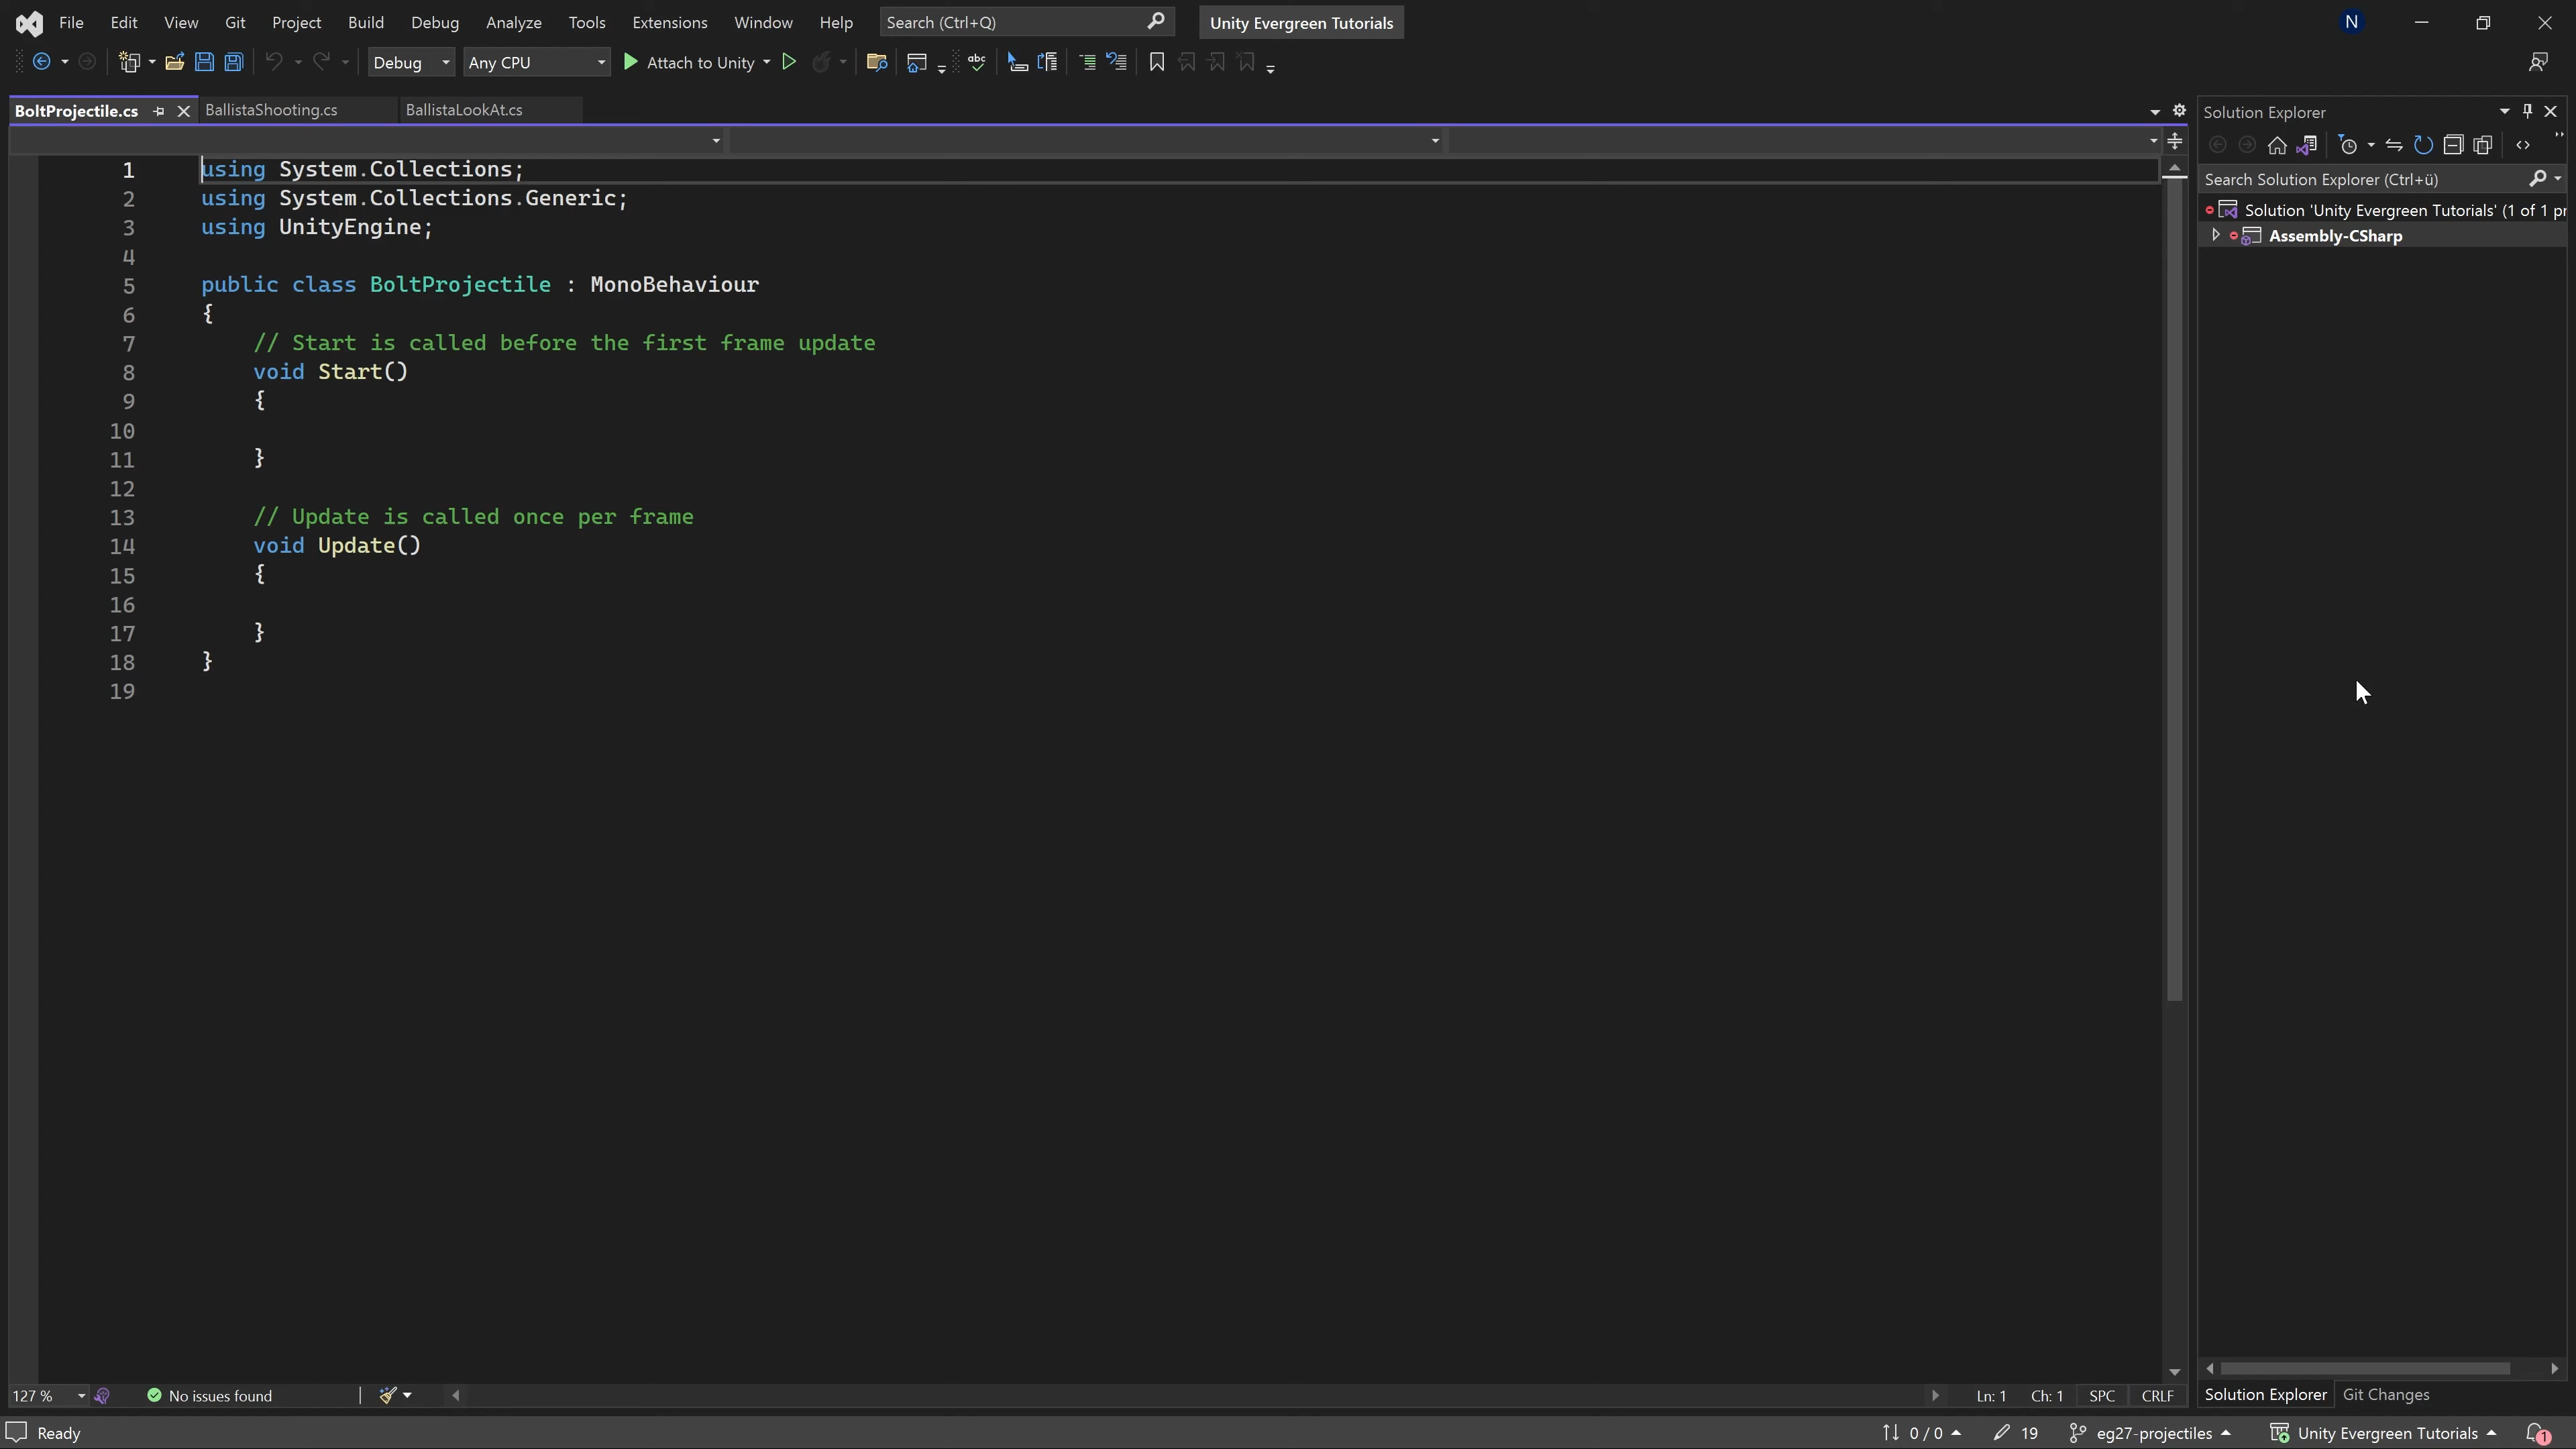 File Edit View Git Project Build Debug Analyze Tools Extensions Window Help Search (Ctrl+Q) Unity Evergreen Tutorials N
Debug Any CPU Attach to Unity abc
BoltProjectile.cs BallistaShooting.cs BallistaLookAt.cs
Solution Explorer
Search Solution Explorer (Ctrl+ü)
Solution 'Unity Evergreen Tutorials' (1 of 1 pr
Assembly-CSharp
1 using System.Collections;
2 using System.Collections.Generic;
3 using UnityEngine;
4
5 public class BoltProjectile : MonoBehaviour
6 {
7 // Start is called before the first frame update
8 void Start()
9 {
10
11 }
12
13 // Update is called once per frame
14 void Update()
15 {
16
17 }
18 }
19
127 % No issues found Ln: 1 Ch: 1 SPC CRLF
Solution Explorer Git Changes
Ready 0 / 0 19 eg27-projectiles Unity Evergreen Tutorials 1